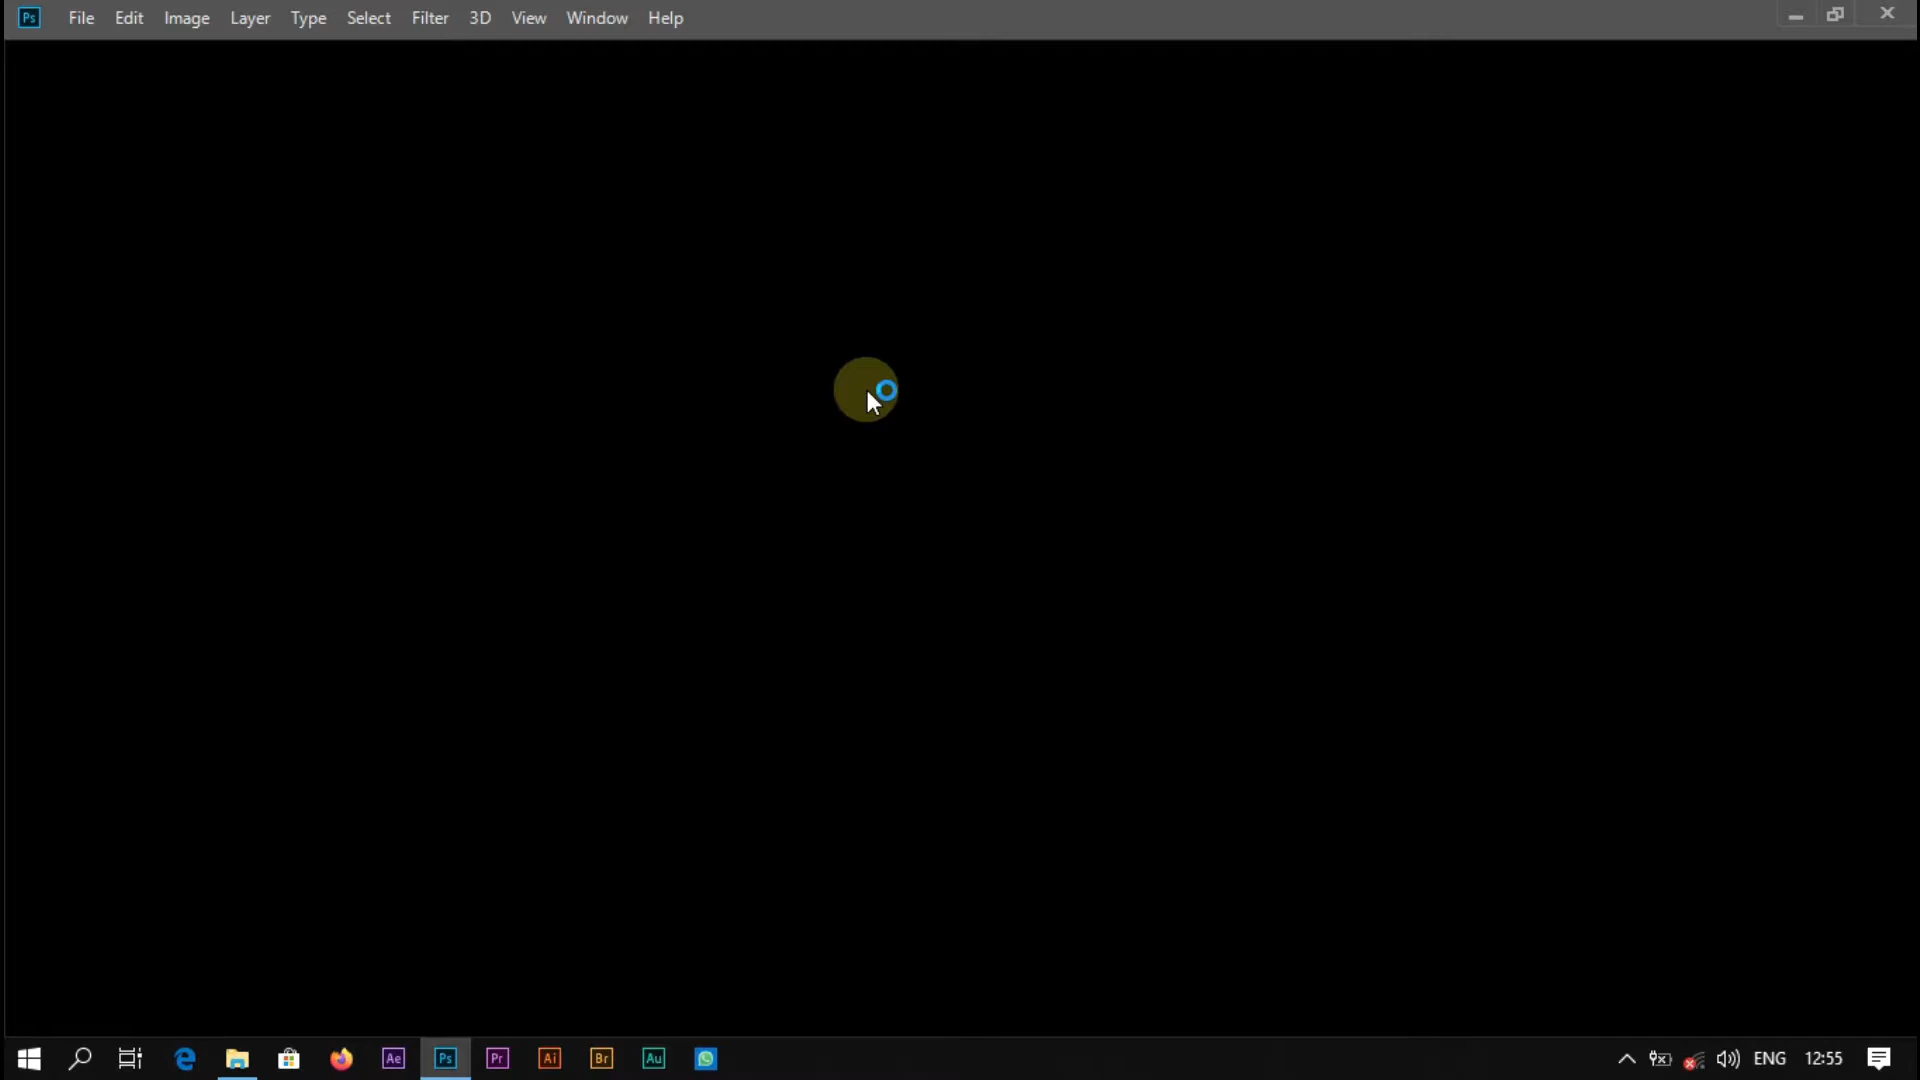 Ps File Edit Image Layer Type Select Filter 3D View Window Help
Ae Ps Pr Ai Br Au ENG 12:55